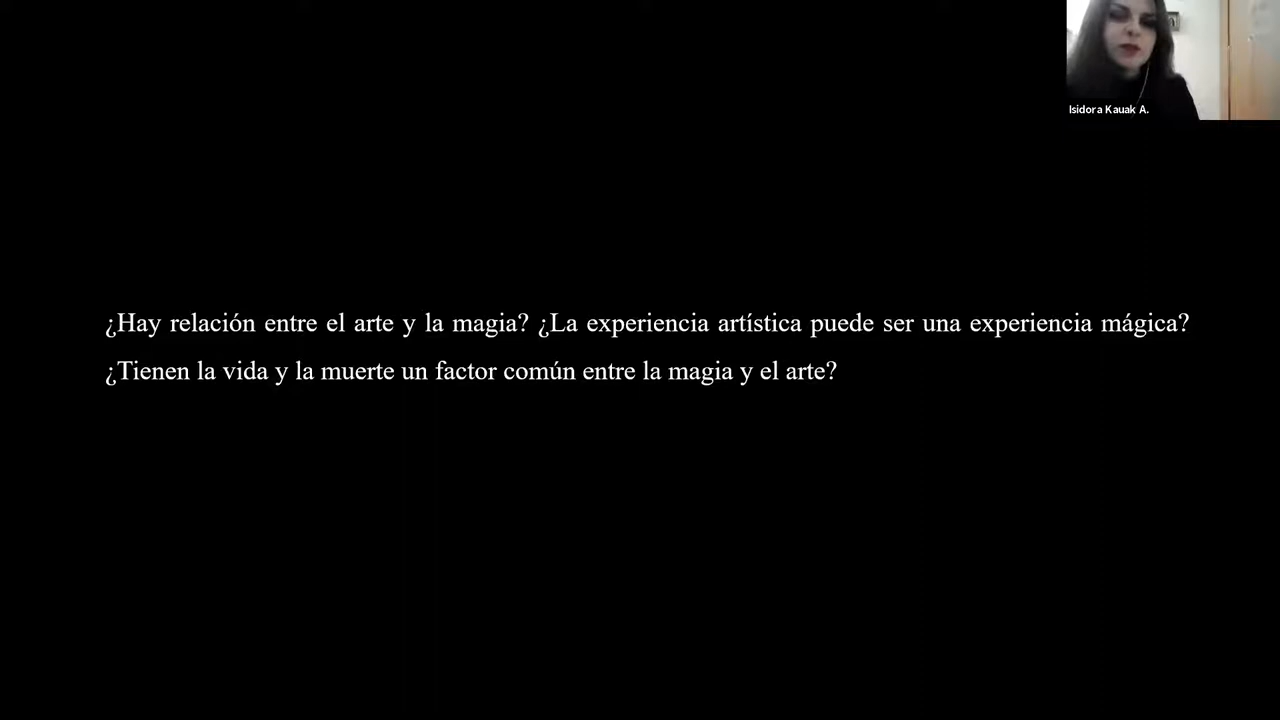 Isidora Kauak A.
¿Hay relación entre el arte y la magia? ¿La experiencia artística puede ser una experiencia mágica?
¿Tienen la vida y la muerte un factor común entre la magia y el arte?